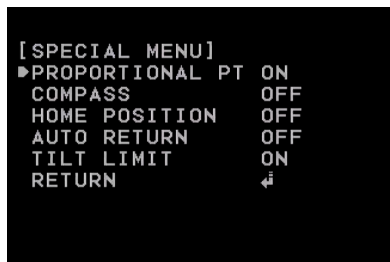 [SPECIAL MENU]
PROPORTIONAL PT ON
COMPASS OFF
HOME POSITION OFF
AUTO RETURN OFF
TILT LIMIT ON
RETURN